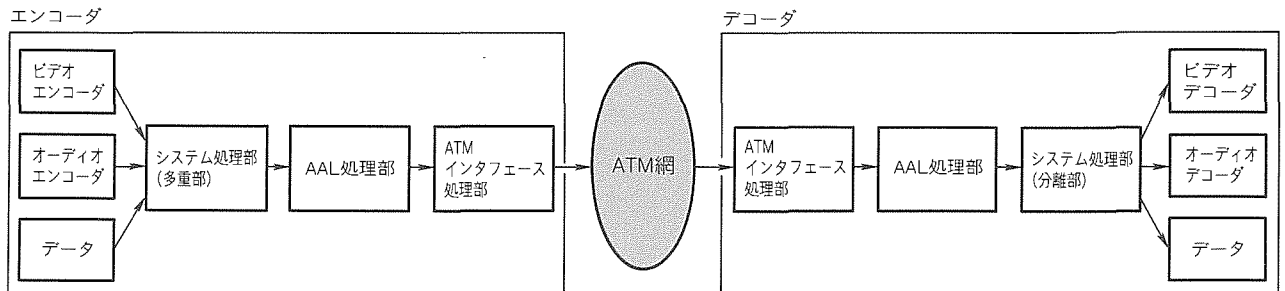 エンコーダ
ビデオ
エンコーダ
オーディオ
エンコーダ
データ
システム処理部
(多重部)
AAL処理部
ATM
インタフェース
処理部
ATM網
デコーダ
ATM
インタフェース
処理部
AAL処理部
システム処理部
(分離部)
ビデオ
デコーダ
オーディオ
デコーダ
データ